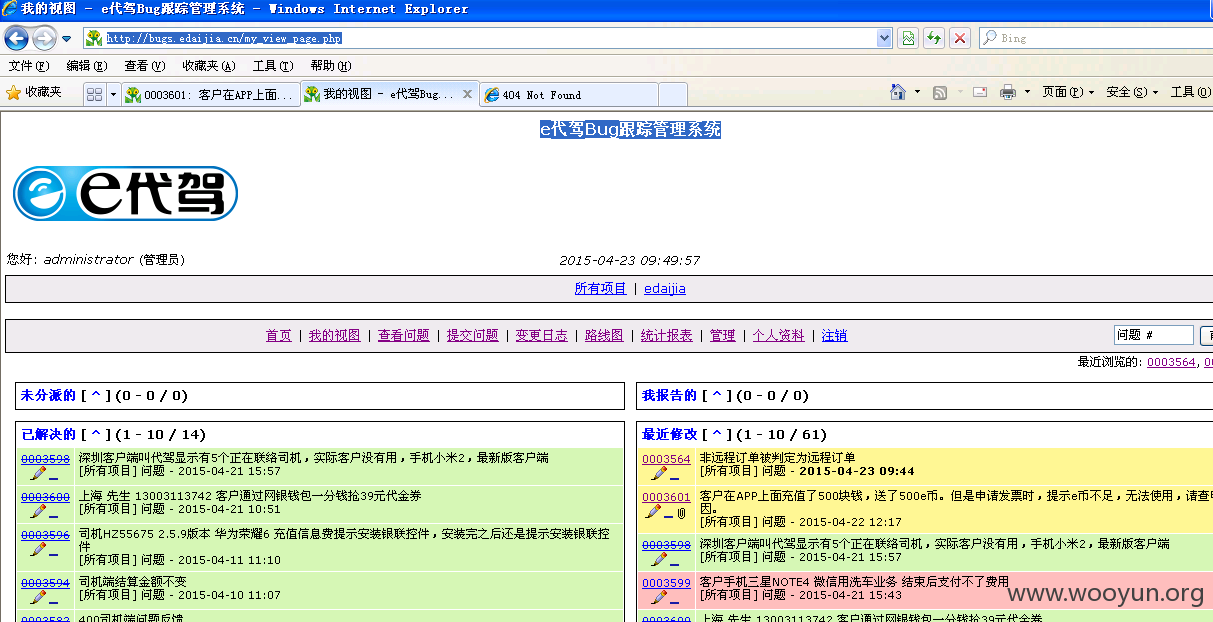 我的视图 - e代驾Bug跟踪管理系统 - Windows Internet Explorer
http://bugs.edaijia.cn/my_view_page.php
Bing
文件(F) 编辑(E) 查看(V) 收藏夹(A) 工具(T) 帮助(H)
收藏夹 0003601: 客户在APP上面... 我的视图 - e代驾Bug... 404 Not Found 页面(P) 安全(S) 工具(O)
e代驾Bug跟踪管理系统
e代驾
您好: administrator (管理员) 2015-04-23 09:49:57
所有项目 | edaijia
首页 | 我的视图 | 查看问题 | 提交问题 | 变更日志 | 路线图 | 统计报表 | 管理 | 个人资料 | 注销 问题 #
最近浏览的: 0003564,
未分派的 [ ^ ] (0 - 0 / 0)
已解决的 [ ^ ] (1 - 10 / 14)
0003598 深圳客户端叫代驾显示有5个正在联络司机，实际客户没有用，手机小米2，最新版客户端
[所有项目] 问题 - 2015-04-21 15:57
0003600 上海 先生 13003113742 客户通过网银钱包一分钱抢39元代金券
[所有项目] 问题 - 2015-04-21 10:51
0003596 司机HZ55675 2.5.9版本 华为荣耀6 充值信息费提示安装银联控件，安装完之后还是提示安装银联控
件
[所有项目] 问题 - 2015-04-11 11:10
0003594 司机端结算金额不变
[所有项目] 问题 - 2015-04-10 11:07
0003582 400司机端问题反馈
我报告的 [ ^ ] (0 - 0 / 0)
最近修改 [ ^ ] (1 - 10 / 61)
0003564 非远程订单被判定为远程订单
[所有项目] 问题 - 2015-04-23 09:44
0003601 客户在APP上面充值了500块钱，送了500e币。但是申请发票时，提示e币不足，无法使用，请查
因。
[所有项目] 问题 - 2015-04-22 12:17
0003598 深圳客户端叫代驾显示有5个正在联络司机，实际客户没有用，手机小米2，最新版客户端
[所有项目] 问题 - 2015-04-21 15:57
0003599 客户手机三星NOTE4 微信用洗车业务 结束后支付不了费用
[所有项目] 问题 - 2015-04-21 15:43
0003600 上海 先生 13003113742 客户通过网银钱包一分钱抢39元代金券
www.wooyun.org